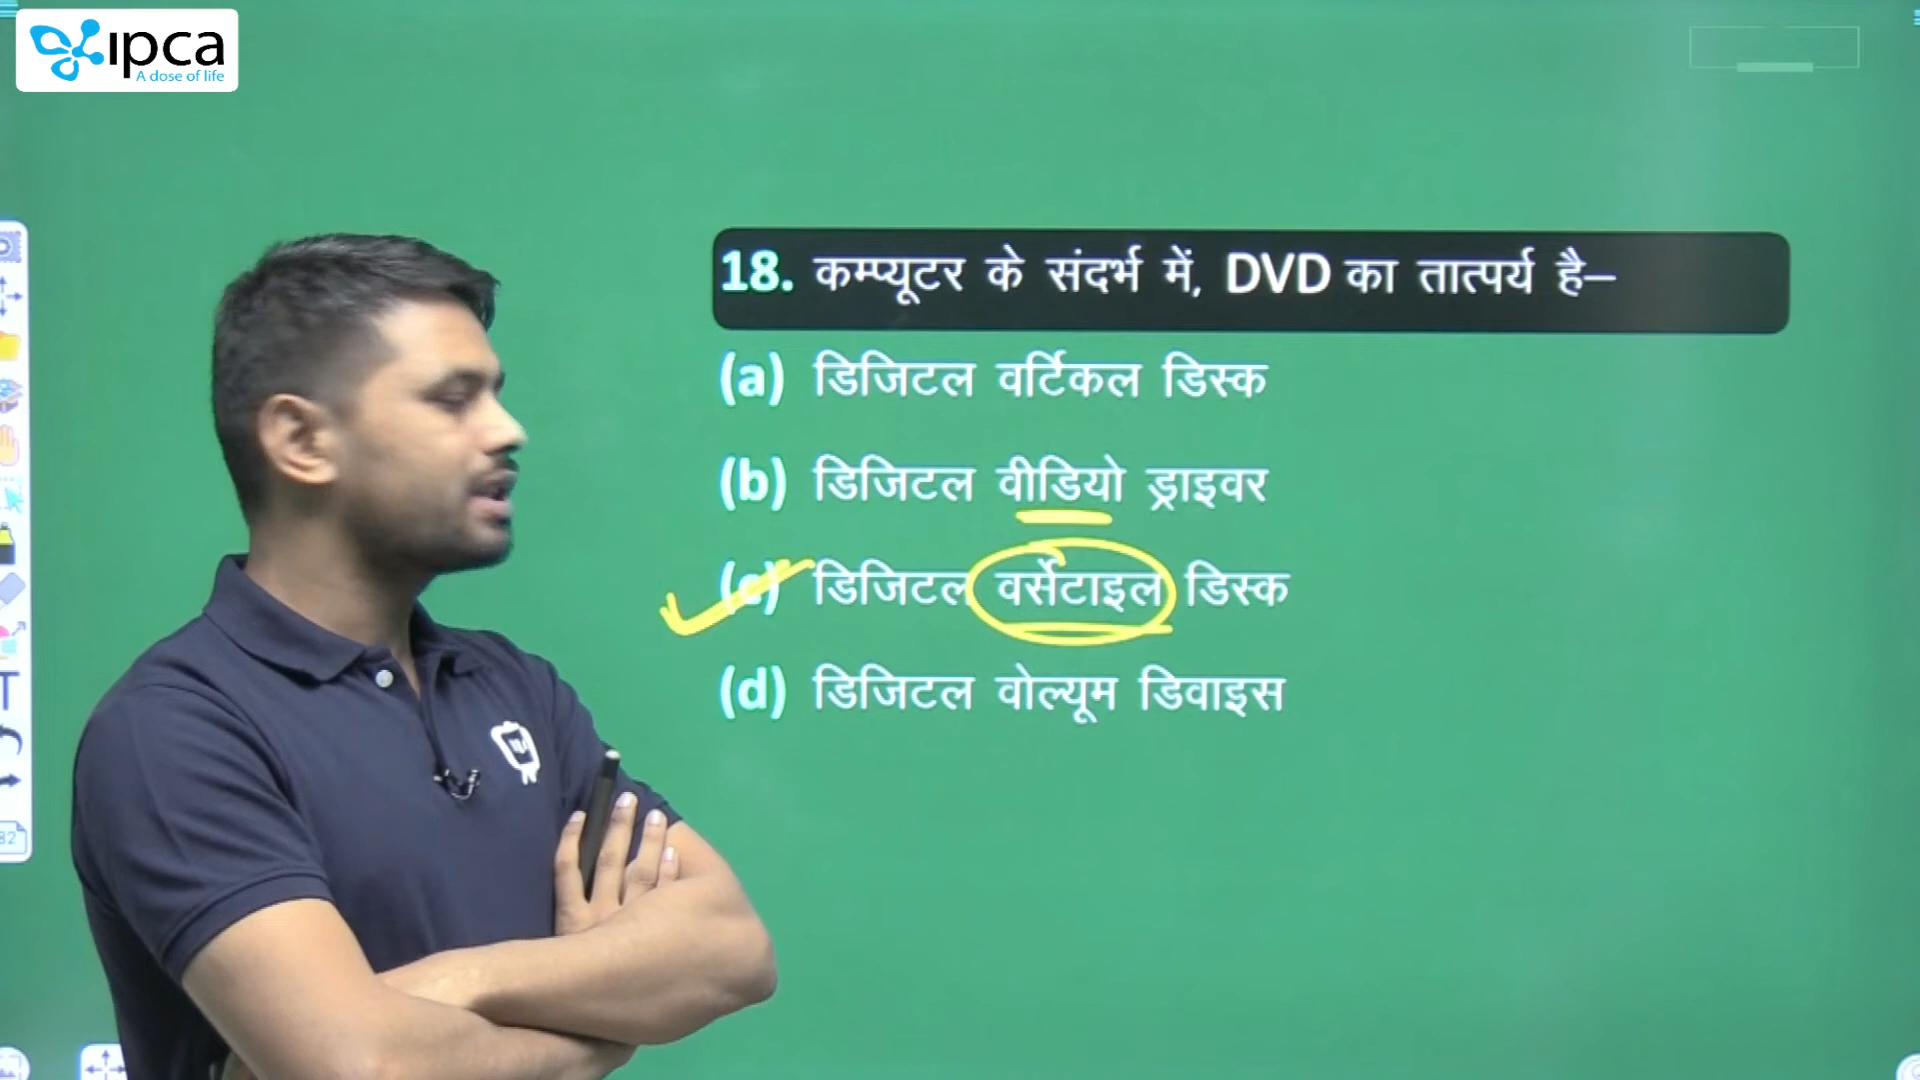 ipca
A dose of life
18. कम्प्यूटर के संदर्भ में, DVD का तात्पर्य है–
(a) डिजिटल वर्टिकल डिस्क
(b) डिजिटल वीडियो ड्राइवर
(c) डिजिटल वर्सेटाइल डिस्क
(d) डिजिटल वोल्यूम डिवाइस
T
82